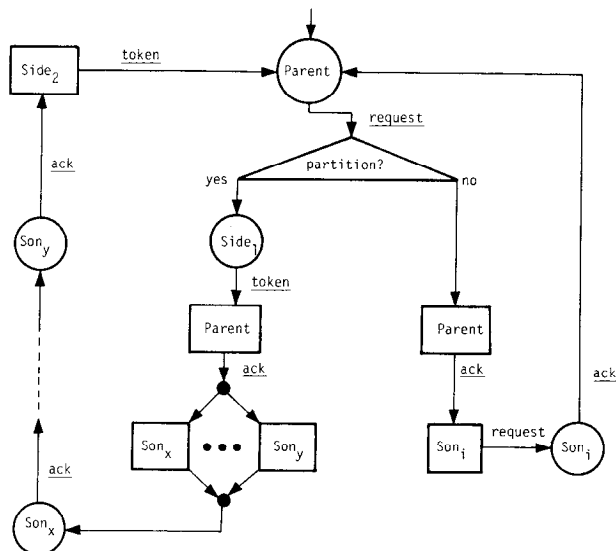 token
Side2
Parent
request
ack
partition?
yes
no
Sony
Side1
token
Parent
Parent
ack
ack
ack
Sonx
Sony
Soni
request
Soni
ack
Sonx